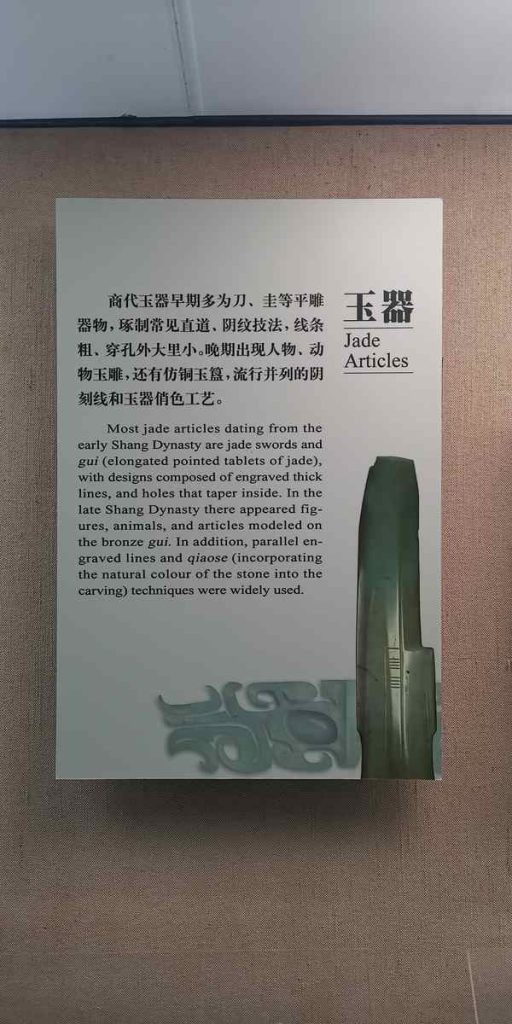 玉器
Jade
Articles
商代玉器早期多为刀、圭等平雕
器物，琢制常见直道、阴纹技法，线条
粗、穿孔外大里小。晚期出现人物、动
物玉雕，还有仿铜玉簋，流行并列的阴
刻线和玉器俏色工艺。
Most jade articles dating from the
early Shang Dynasty are jade swords and
gui (elongated pointed tablets of jade),
with designs composed of engraved thick
lines, and holes that taper inside. In the
late Shang Dynasty there appeared fig-
ures, animals, and articles modeled on
the bronze gui. In addition, parallel en-
graved lines and qiaose (incorporating
the natural colour of the stone into the
carving) techniques were widely used.